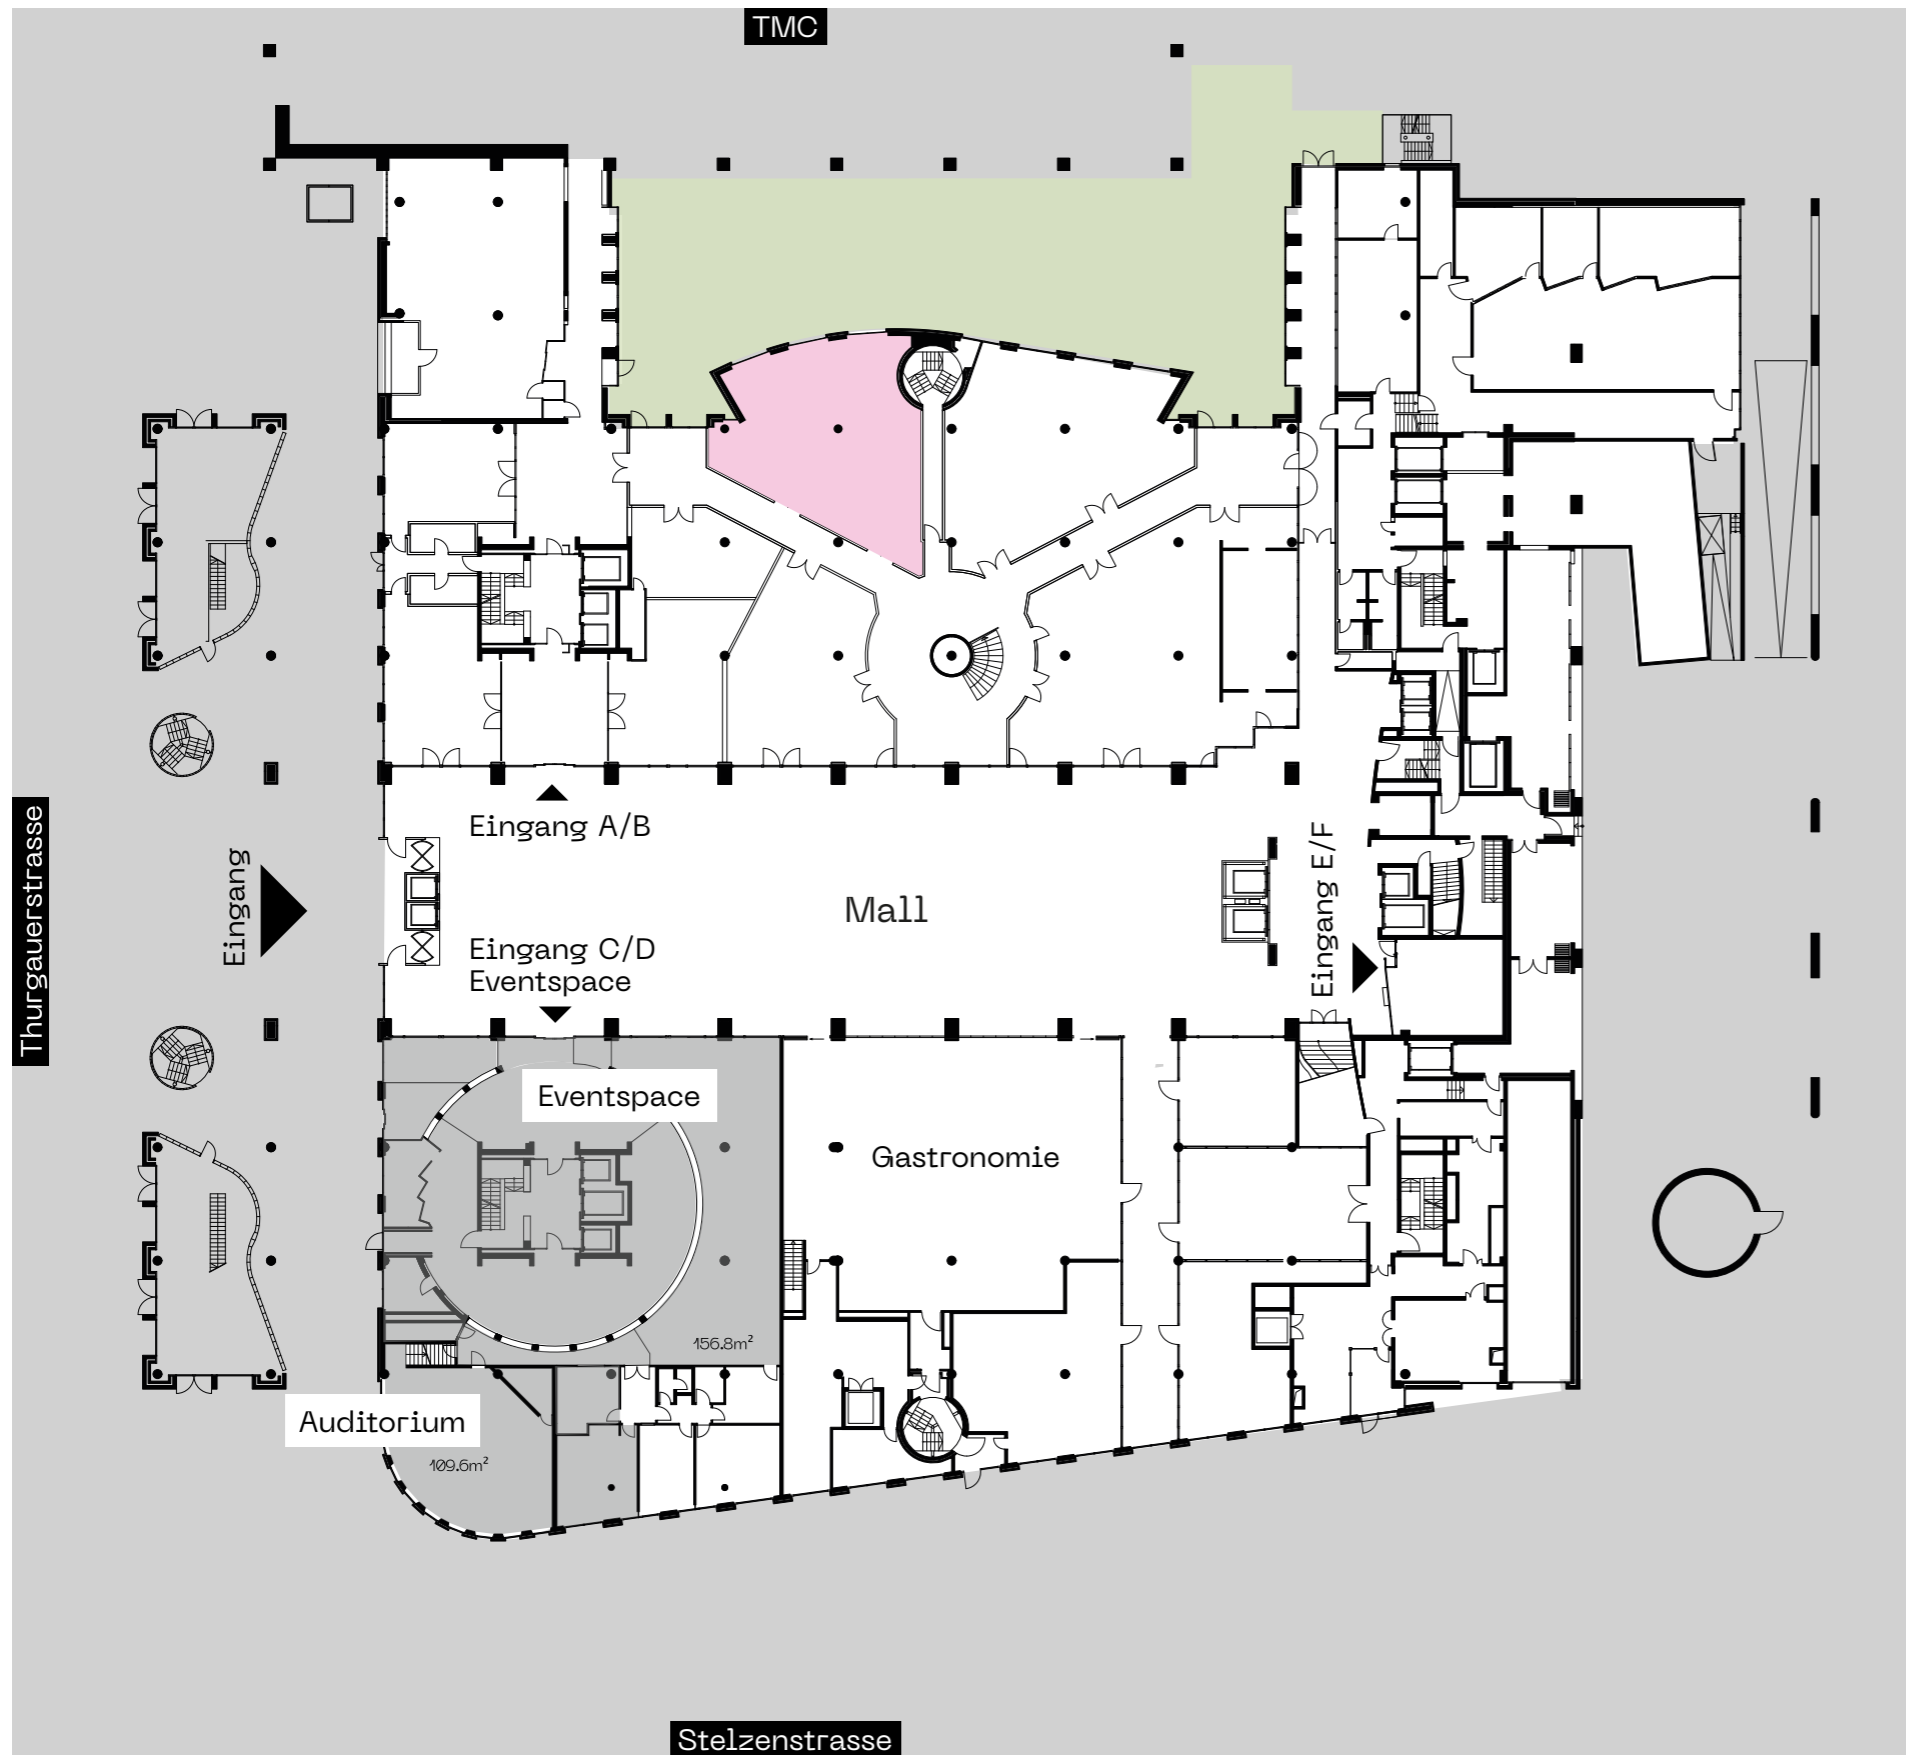 TMC
Eingang A/B
Thurgauerstrasse
Eingang
Mall
Eingang E/F
Eingang C/D
Eventspace
Eventspace
Gastronomie
156.8m²
Auditorium
109.6m²
Stelzenstrasse